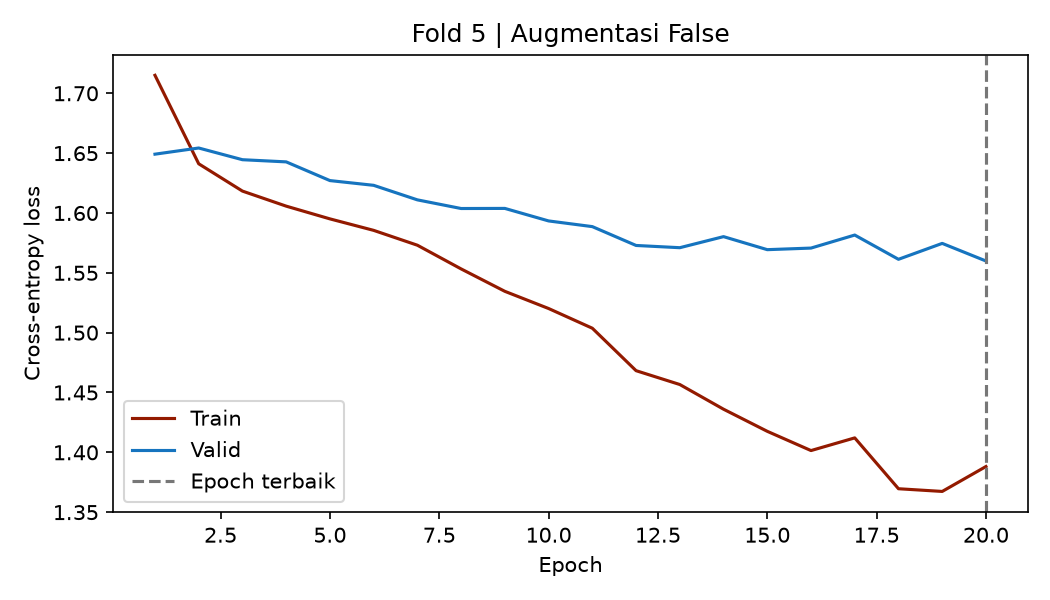 Fold 5 | Augmentasi False
Cross-entropy loss
1.70
1.65
1.60
1.55
1.50
1.45
1.40
1.35
Train
Valid
Epoch terbaik
2.5 5.0 7.5 10.0 12.5 15.0 17.5 20.0
Epoch